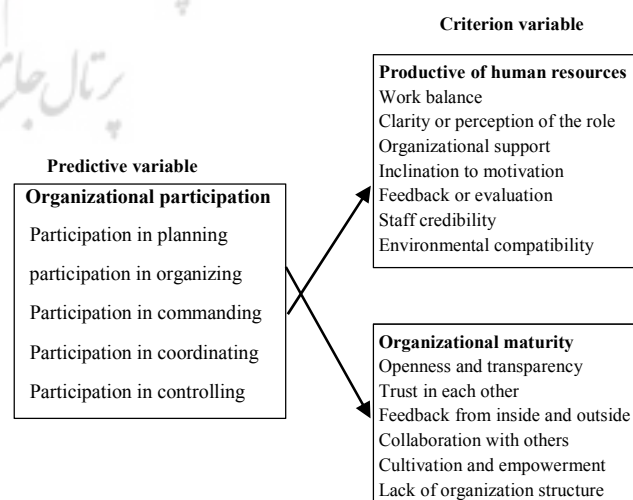 پرتال جا
Criterion variable
Productive of human resources
Work balance
Clarity or perception of the role
Organizational support
Inclination to motivation
Feedback or evaluation
Staff credibility
Environmental compatibility
Predictive variable
Organizational participation
Participation in planning
participation in organizing
Participation in commanding
Participation in coordinating
Participation in controlling
Organizational maturity
Openness and transparency
Trust in each other
Feedback from inside and outside
Collaboration with others
Cultivation and empowerment
Lack of organization structure